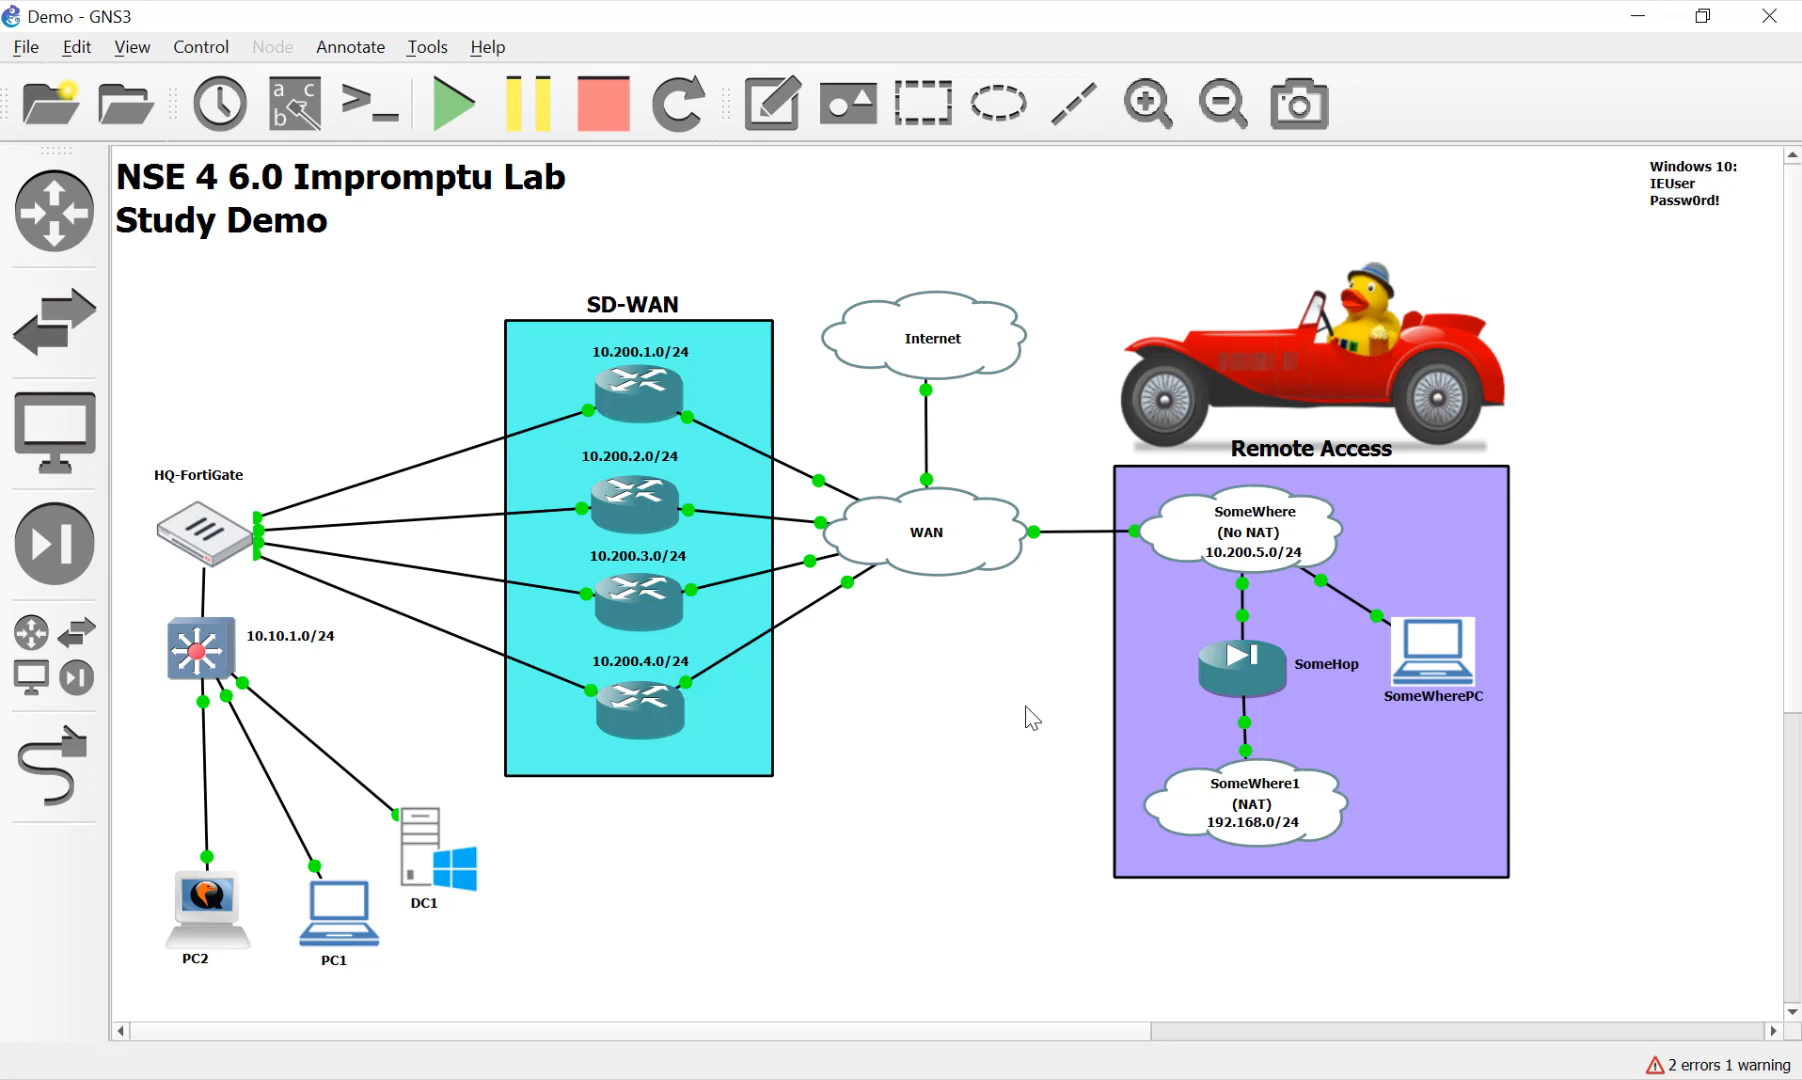 Demo - GNS3
File Edit View Control Node Annotate Tools Help
a c
b
NSE 4 6.0 Impromptu Lab
Study Demo
Windows 10:
IEUser
Passw0rd!
SD-WAN
10.200.1.0/24
10.200.2.0/24
10.200.3.0/24
10.200.4.0/24
Internet
WAN
HQ-FortiGate
10.10.1.0/24
PC2
PC1
DC1
Remote Access
SomeWhere
(No NAT)
10.200.5.0/24
SomeHop
SomeWherePC
SomeWhere1
(NAT)
192.168.0/24
2 errors 1 warning